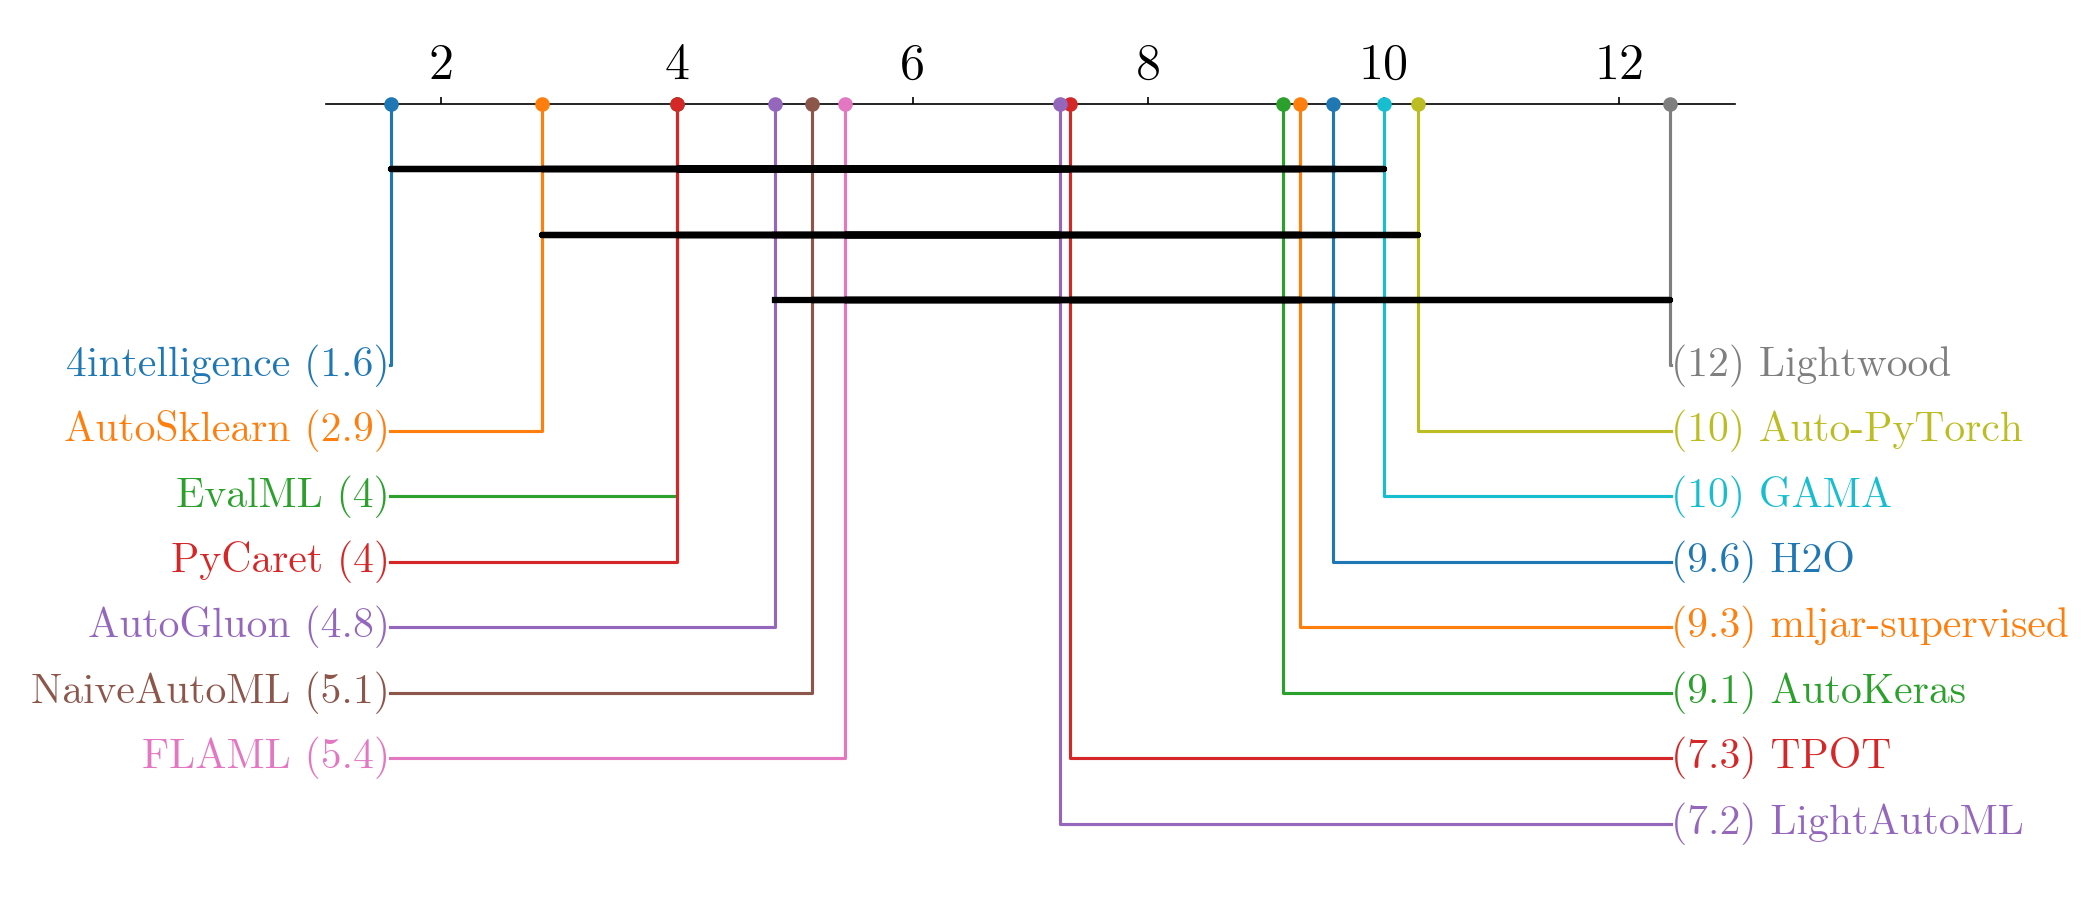 2 4 6 8 10 12
4intelligence (1.6) (12) Lightwood
AutoSklearn (2.9) (10) Auto-PyTorch
EvalML (4) (10) GAMA
PyCaret (4) (9.6) H2O
AutoGluon (4.8) (9.3) mljar-supervised
NaiveAutoML (5.1) (9.1) AutoKeras
FLAML (5.4) (7.3) TPOT
(7.2) LightAutoML